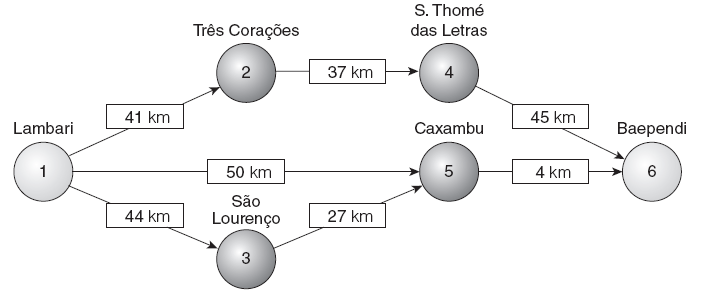 S. Thomé
das Letras
Três Corações
2
37 km
4
41 km
45 km
Lambari
Caxambu
Baependi
1
50 km
5
4 km
6
São
Lourenço
44 km
27 km
3